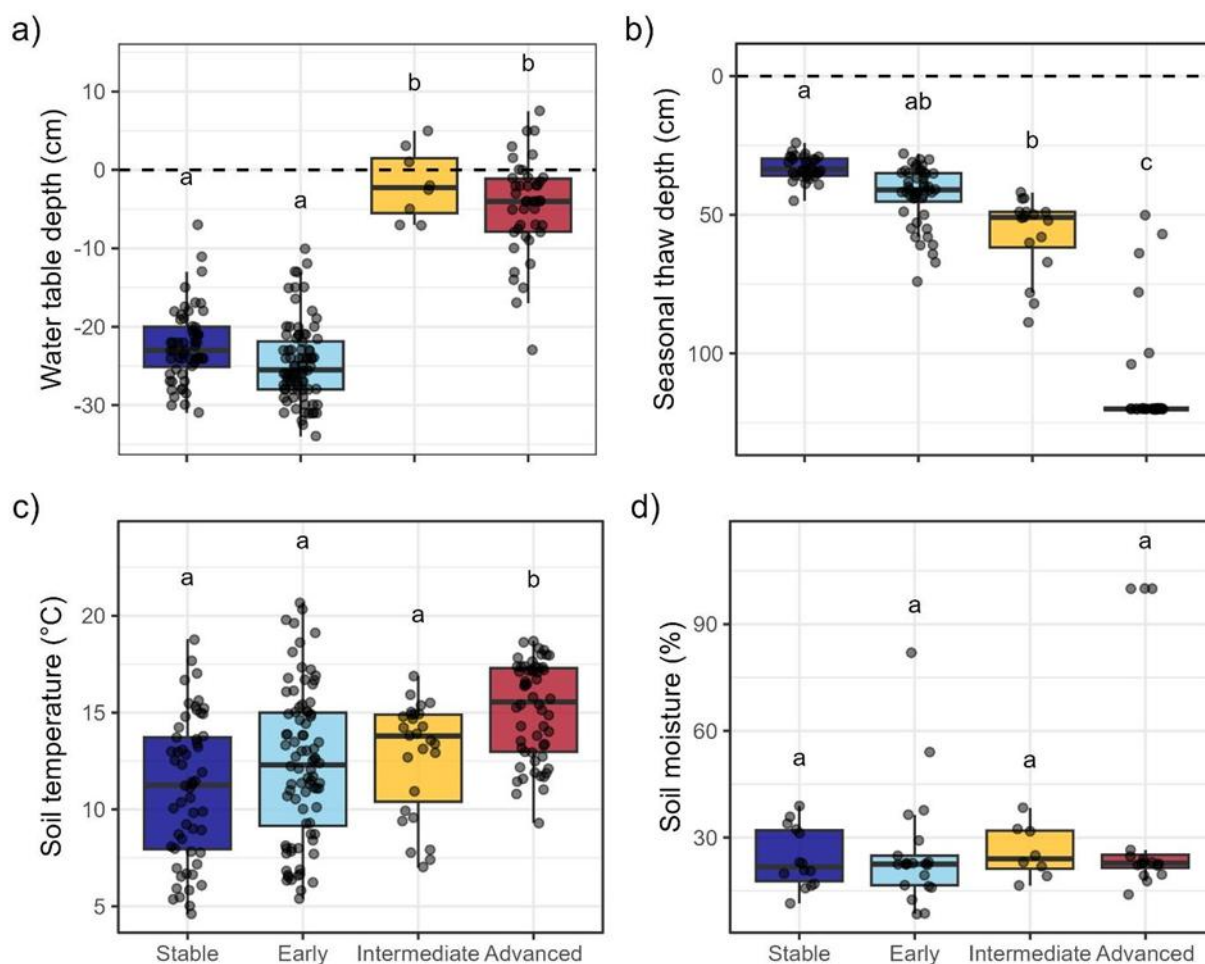 a)
Water table depth (cm)
10
0
-10
-20
-30
a
a
b
b
b)
Seasonal thaw depth (cm)
0
50
100
a
ab
b
c
c)
Soil temperature (°C)
20
15
10
5
a
a
a
b
Stable
Early
Intermediate
Advanced
d)
Soil moisture (%)
90
60
30
a
a
a
a
Stable
Early
Intermediate
Advanced